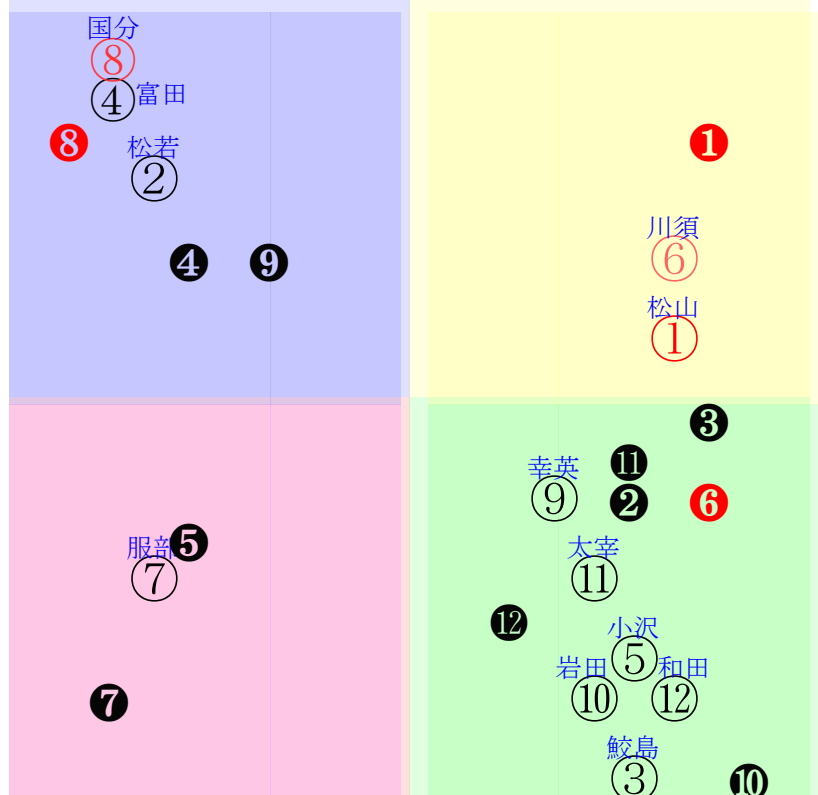 国分
⑧
④ 富田
❽ ❶
松若
②
川須
⑥
❹ ❾
松山
①
❸
幸英 ⓫
⑨ ❷ ❻
服部 ❺ 太宰
⑦ ⑪
⓬ 小沢
⑤
岩田 和田
❼ ⑩ ⑫
鮫島
③ ❿